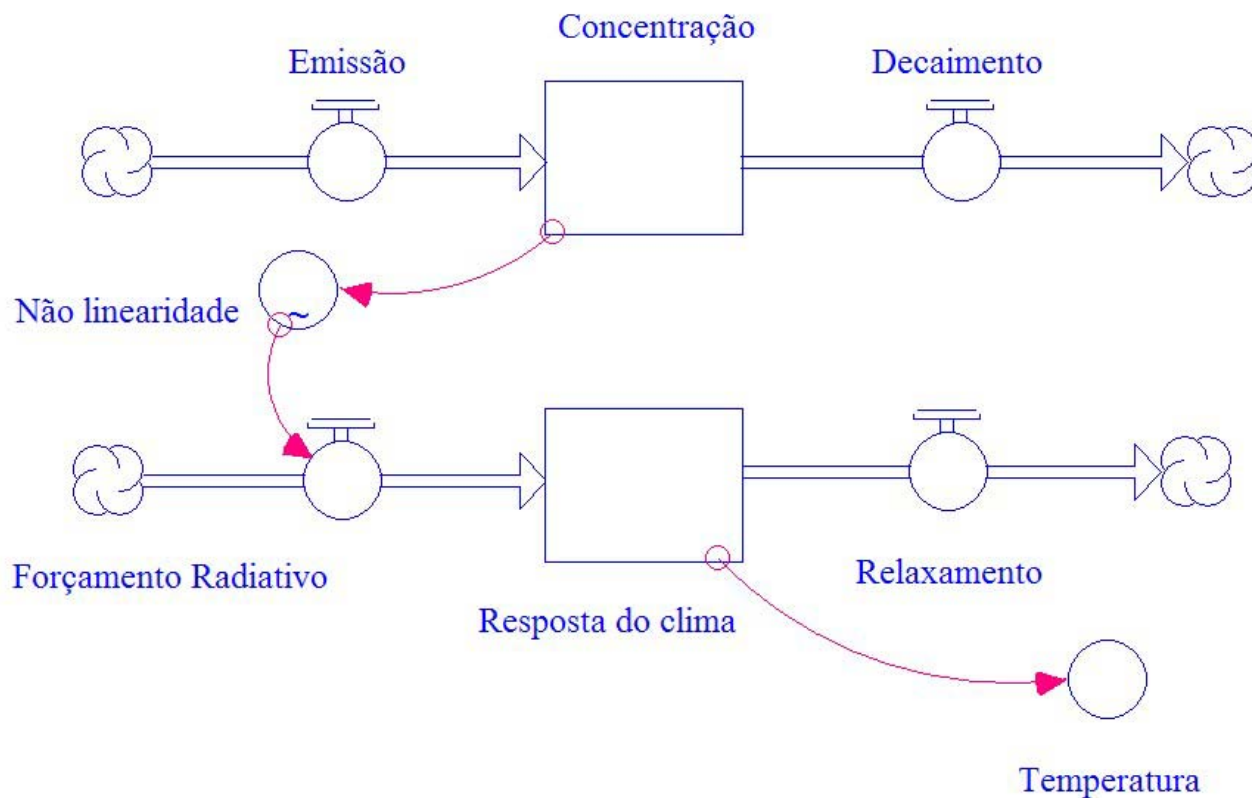 Concentração
Emissão
Decaimento
Não linearidade
~
Forçamento Radiativo
Relaxamento
Resposta do clima
Temperatura